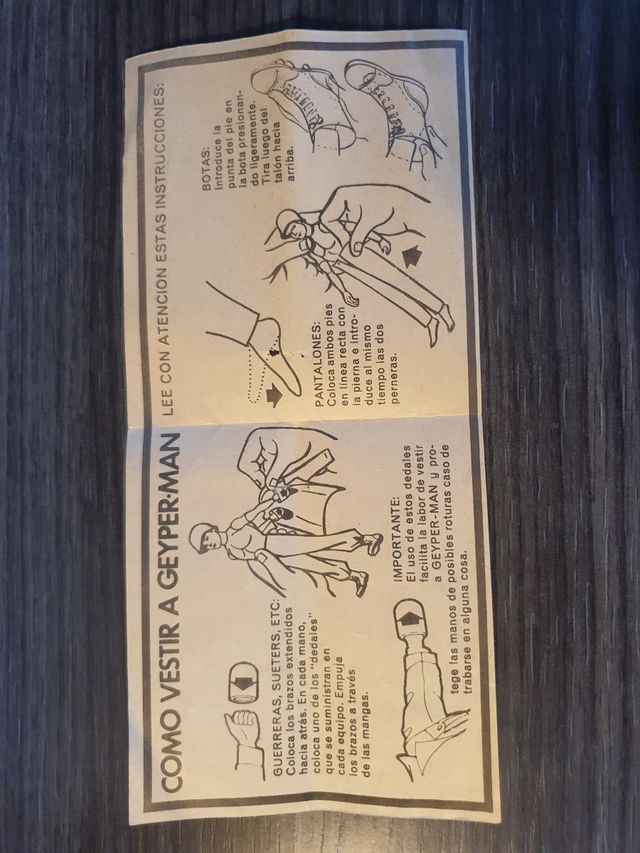 COMO VESTIR A GEYPER-MAN LEE CON ATENCION ESTAS INSTRUCCIONES:
GUERRERAS, SUETERS, ETC:
Coloca los brazos extendidos
hacia atrás. En cada mano,
coloca uno de los "dedales"
que se suministran en
cada equipo. Empuja
los brazos a través
de las mangas.
IMPORTANTE:
El uso de estos dedales
facilita la labor de vestir
a GEYPER-MAN y pro-
tege las manos de posibles roturas caso de
trabarse en alguna cosa.
PANTALONES:
Coloca ambos pies
en línea recta con
la pierna e intro-
duce al mismo
tiempo las dos
perneras.
BOTAS:
Introduce la
punta del pie en
la bota presionan-
do ligeramente.
Tira luego del
talón hacia
arriba.